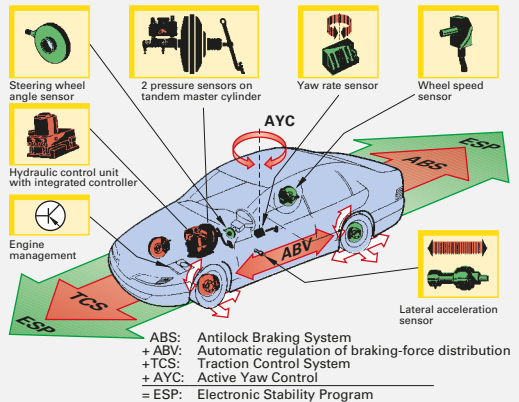 Steering wheel
angle sensor
2 pressure sensors on
tandem master cylinder
Yaw rate sensor
Wheel speed
sensor
AYC
Hydraulic control unit
with integrated controller
Engine
management
ESP
ABS
ABV
TCS
ESP
Lateral acceleration
sensor
ABS: Antilock Braking System
+ ABV: Automatic regulation of braking-force distribution
+TCS: Traction Control System
+ AYC: Active Yaw Control
= ESP: Electronic Stability Program